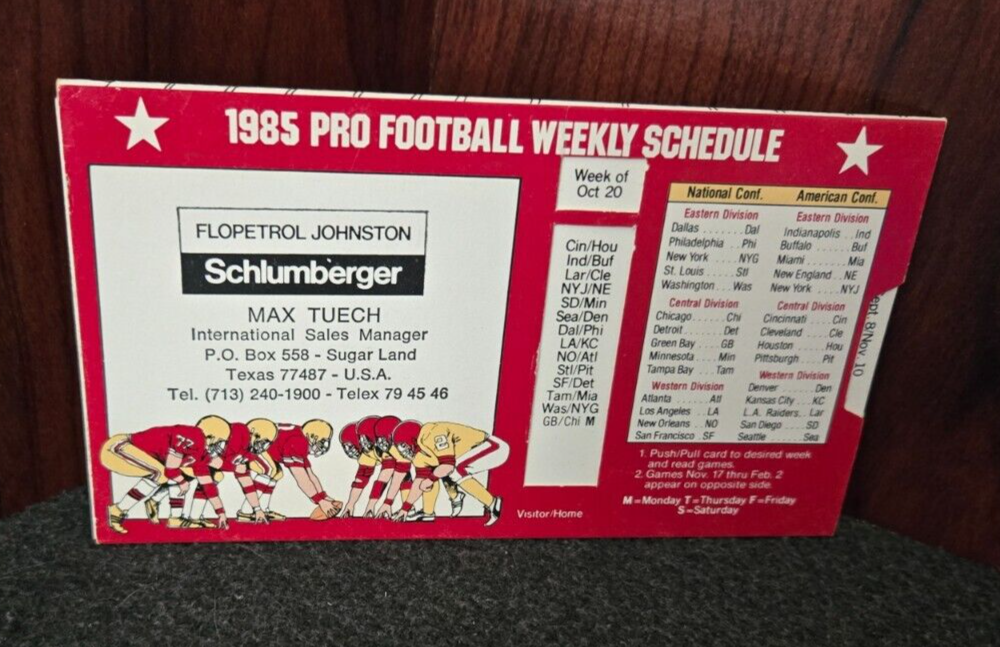 1985 PRO FOOTBALL WEEKLY SCHEDULE
FLOPETROL JOHNSTON
Schlumberger
MAX TUECH
International Sales Manager
P.O. Box 558 - Sugar Land
Texas 77487 - U.S.A.
Tel. (713) 240-1900 - Telex 79 45 46
72
2
Week of
Oct 20
Cin/Hou
Ind/Buf
Lar/Cle
NYJ/NE
SD/Min
Sea/Den
Dal/Phi
LA/KC
NO/Atl
Stl/Pit
SF/Det
Tam/Mia
Was/NYG
GB/Chi M
Visitor/Home
National Conf.
Eastern Division
Dallas . . . . . . . Dal
Philadelphia . . Phi
New York . . . NYG
St. Louis . . . . . Stl
Washington . . Was
Central Division
Chicago . . . . . Chi
Detroit . . . . . . Det
Green Bay . . . GB
Minnesota . . . Min
Tampa Bay . . Tam
Western Division
Atlanta . . . . . . Atl
Los Angeles . . LA
New Orleans . NO
San Francisco . SF
American Conf.
Eastern Division
Indianapolis . . Ind
Buffalo . . . . . Buf
Miami . . . . . . Mia
New England . . NE
New York . . . . NYJ
Central Division
Cincinnati . . . . Cin
Cleveland . . . Cle
Houston . . . . Hou
Pittsburgh . . . Pit
Western Division
Denver . . . . . Den
Kansas City . . KC
L.A. Raiders. . Lar
San Diego . . . SD
Seattle . . . . . Sea
1. Push/Pull card to desired week
and read games.
2. Games Nov. 17 thru Feb. 2
appear on opposite side.
M=Monday T=Thursday F=Friday
S=Saturday
ept. 8/Nov. 10